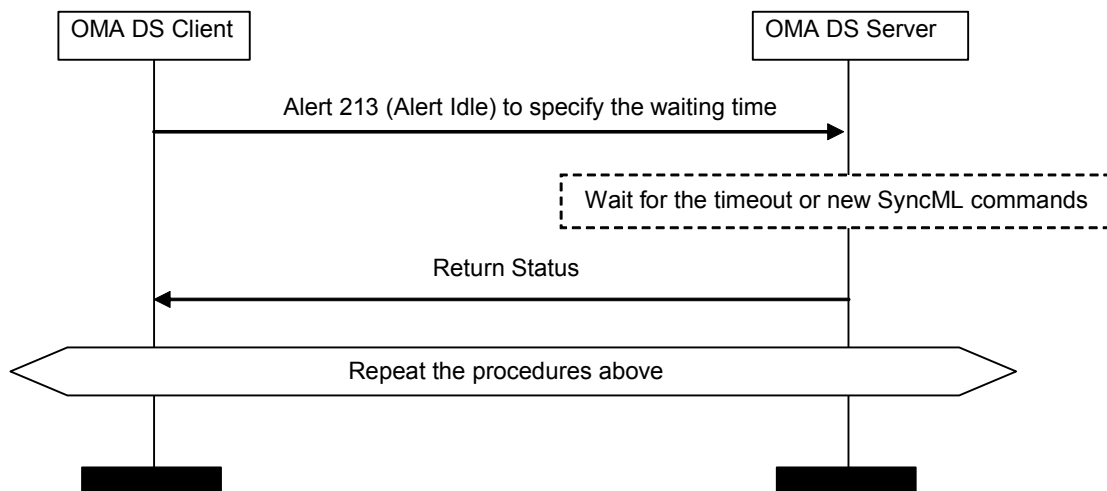 OMA DS Client
OMA DS Server
Alert 213 (Alert Idle) to specify the waiting time
Wait for the timeout or new SyncML commands
Return Status
Repeat the procedures above